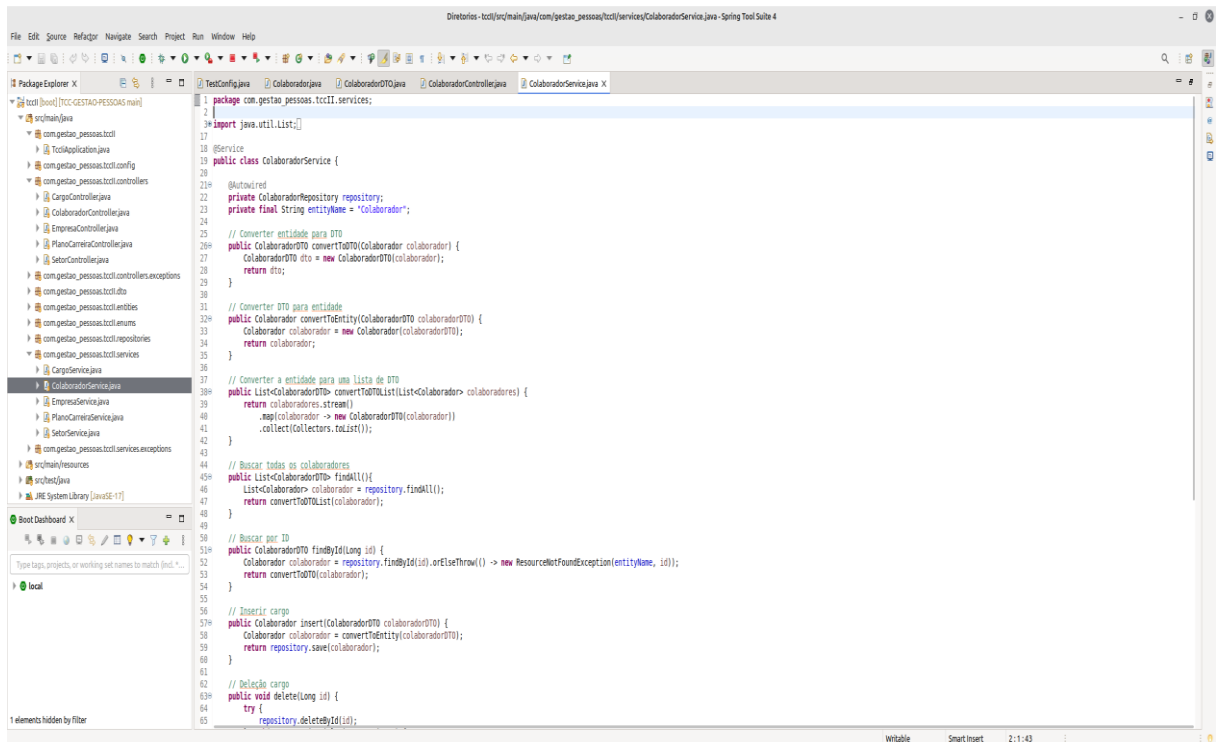 Diretorios - tccII/src/main/java/com/gestao_pessoas/tccII/services/ColaboradorService.java - Spring Tool Suite 4
File Edit Source Refactor Navigate Search Project Run Window Help
Package Explorer X
tccII [boot] [TCC-GESTAO-PESSOAS main]
src/main/java
com.gestao_pessoas.tccII
TccIiApplication.java
com.gestao_pessoas.tccII.config
com.gestao_pessoas.tccII.controllers
CargoController.java
ColaboradorController.java
EmpresaController.java
PlanoCarreiraController.java
SetorController.java
com.gestao_pessoas.tccII.controllers.exceptions
com.gestao_pessoas.tccII.dto
com.gestao_pessoas.tccII.entities
com.gestao_pessoas.tccII.enums
com.gestao_pessoas.tccII.repositories
com.gestao_pessoas.tccII.services
CargoService.java
ColaboradorService.java
EmpresaService.java
PlanoCarreiraService.java
SetorService.java
com.gestao_pessoas.tccII.services.exceptions
src/main/resources
src/test/java
JRE System Library [JavaSE-17]
Boot Dashboard X
Type tags, projects, or working set names to match (incl. *...
local
1 elements hidden by filter
TestConfig.java Colaborador.java ColaboradorDTO.java ColaboradorController.java ColaboradorService.java X
1 package com.gestao_pessoas.tccII.services;
2
3 import java.util.List;
17
18 @Service
19 public class ColaboradorService {
20
21 @Autowired
22 private ColaboradorRepository repository;
23 private final String entityName = "Colaborador";
24
25 // Converter entidade para DTO
26 public ColaboradorDTO convertToDTO(Colaborador colaborador) {
27 ColaboradorDTO dto = new ColaboradorDTO(colaborador);
28 return dto;
29 }
30
31 // Converter DTO para entidade
32 public Colaborador convertToEntity(ColaboradorDTO colaboradorDTO) {
33 Colaborador colaborador = new Colaborador(colaboradorDTO);
34 return colaborador;
35 }
36
37 // Converter a entidade para uma lista de DTO
38 public List<ColaboradorDTO> convertToDTOList(List<Colaborador> colaboradores) {
39 return colaboradores.stream()
40 .map(colaborador -> new ColaboradorDTO(colaborador))
41 .collect(Collectors.toList());
42 }
43
44 // Buscar todas os colaboradores
45 public List<ColaboradorDTO> findAll(){
46 List<Colaborador> colaborador = repository.findAll();
47 return convertToDTOList(colaborador);
48 }
49
50 // Buscar por ID
51 public ColaboradorDTO findById(Long id) {
52 Colaborador colaborador = repository.findById(id).orElseThrow(() -> new ResourceNotFoundException(entityName, id));
53 return convertToDTO(colaborador);
54 }
55
56 // Inserir cargo
57 public Colaborador insert(ColaboradorDTO colaboradorDTO) {
58 Colaborador colaborador = convertToEntity(colaboradorDTO);
59 return repository.save(colaborador);
60 }
61
62 // Deleção cargo
63 public void delete(Long id) {
64 try {
65 repository.deleteById(id);
Writable Smart Insert 2:1:43